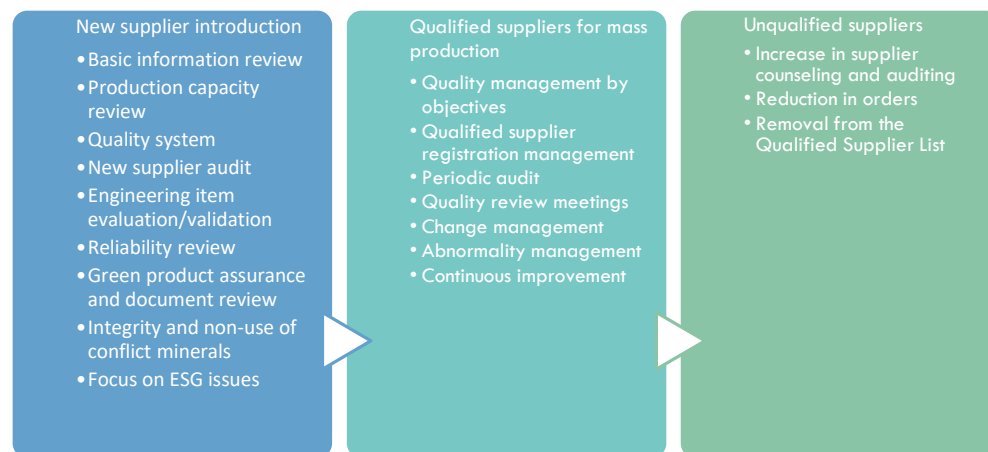 New supplier introduction
•Basic information review
•Production capacity
review
•Quality system
•New supplier audit
•Engineering item
evaluation/validation
•Reliability review
•Green product assurance
and document review
•Integrity and non-use of
conflict minerals
•Focus on ESG issues
Qualified suppliers for mass
production
• Quality management by
objectives
• Qualified supplier
registration management
• Periodic audit
• Quality review meetings
• Change management
• Abnormality management
• Continuous improvement
Unqualified suppliers
• Increase in supplier
counseling and auditing
• Reduction in orders
• Removal from the
Qualified Supplier List